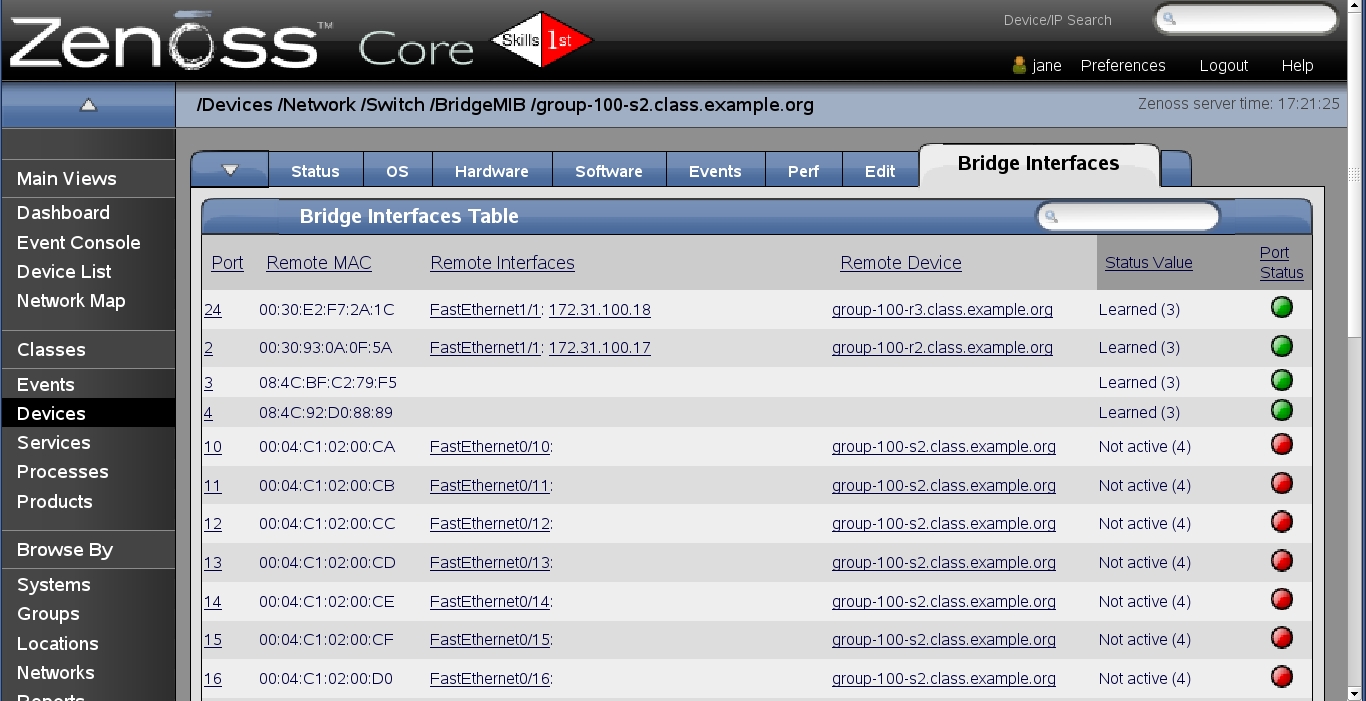 Zenoss™ Core Skills 1st
Device/IP Search
jane Preferences Logout Help
/Devices /Network /Switch /BridgeMIB /group-100-s2.class.example.org
Zenoss server time: 17:21:25
Main Views
Dashboard
Event Console
Device List
Network Map
Classes
Events
Devices
Services
Processes
Products
Browse By
Systems
Groups
Locations
Networks
Reports
Status OS Hardware Software Events Perf Edit Bridge Interfaces
Bridge Interfaces Table
Port Remote MAC Remote Interfaces Remote Device Status Value Port Status
24 00:30:E2:F7:2A:1C FastEthernet1/1: 172.31.100.18 group-100-r3.class.example.org Learned (3)
2 00:30:93:0A:0F:5A FastEthernet1/1: 172.31.100.17 group-100-r2.class.example.org Learned (3)
3 08:4C:BF:C2:79:F5 Learned (3)
4 08:4C:92:D0:88:89 Learned (3)
10 00:04:C1:02:00:CA FastEthernet0/10: group-100-s2.class.example.org Not active (4)
11 00:04:C1:02:00:CB FastEthernet0/11: group-100-s2.class.example.org Not active (4)
12 00:04:C1:02:00:CC FastEthernet0/12: group-100-s2.class.example.org Not active (4)
13 00:04:C1:02:00:CD FastEthernet0/13: group-100-s2.class.example.org Not active (4)
14 00:04:C1:02:00:CE FastEthernet0/14: group-100-s2.class.example.org Not active (4)
15 00:04:C1:02:00:CF FastEthernet0/15: group-100-s2.class.example.org Not active (4)
16 00:04:C1:02:00:D0 FastEthernet0/16: group-100-s2.class.example.org Not active (4)